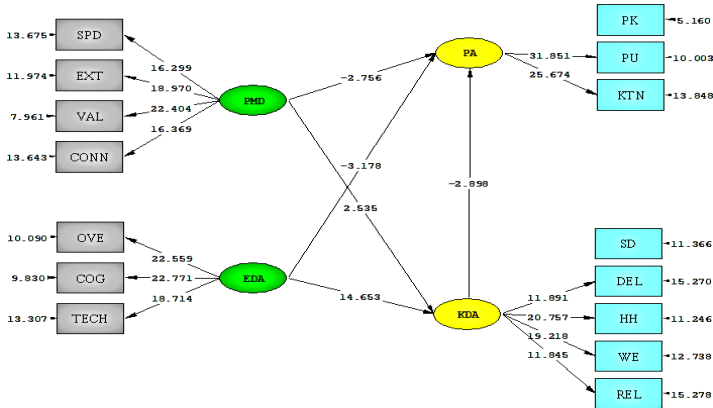 PK
5.160
13.675
SPD
PA
31.851
PU
10.003
16.299
-2.756
25.674
11.974
EXT
18.970
KTN
13.848
PMD
22.404
7.961
VAL
16.369
13.643
CONN
-3.178
-2.898
2.535
10.090
OVE
SD
11.366
22.559
9.830
COG
22.771
EDA
DEL
15.270
18.714
14.653
11.891
13.307
TECH
KDA
20.757
HH
11.246
19.218
11.845
WE
12.738
REL
15.278